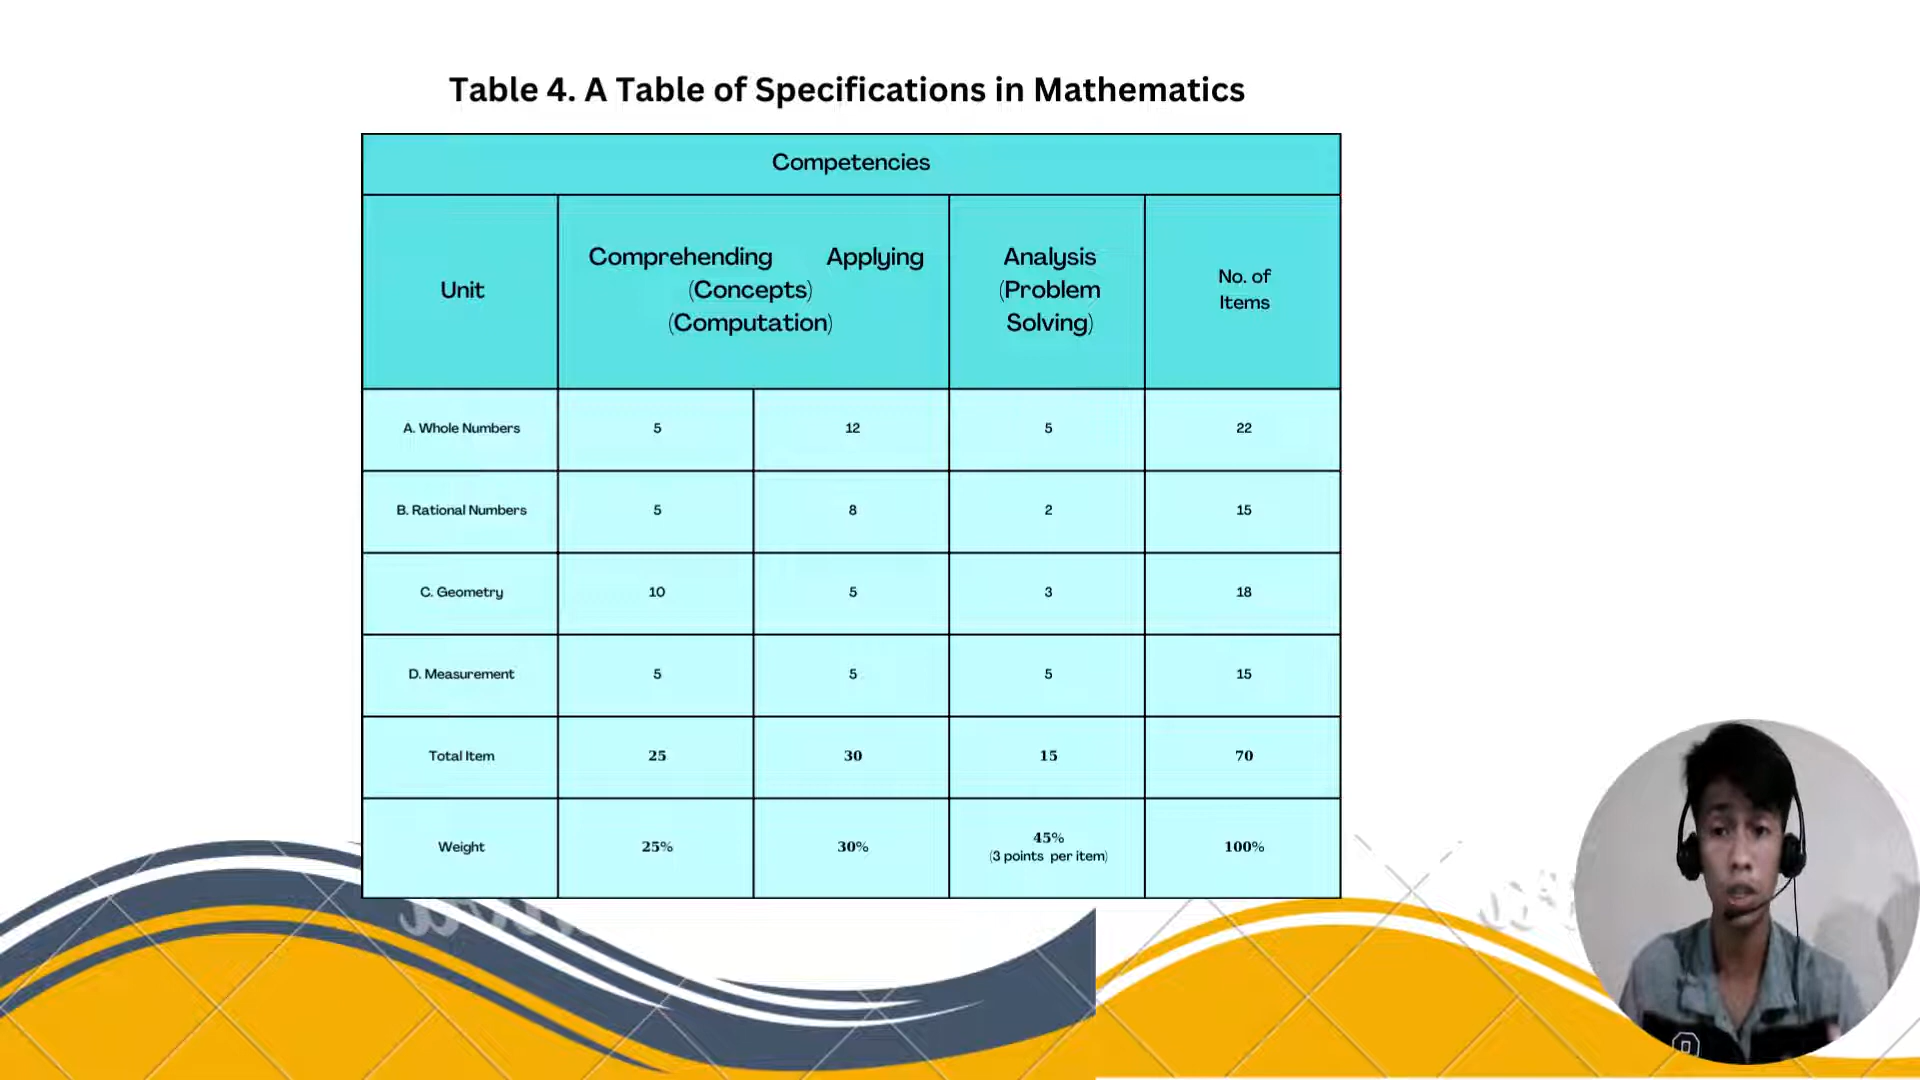 Table 4. A Table of Specifications in Mathematics
Competencies
Unit
Comprehending Applying
(Concepts)
(Computation)
Analysis
(Problem
Solving)
No. of
Items
A. Whole Numbers 5 12 5 22
B. Rational Numbers 5 8 2 15
C. Geometry 10 5 3 18
D. Measurement 5 5 5 15
Total Item 25 30 15 70
Weight 25% 30% 45% 100%
(3 points per item)